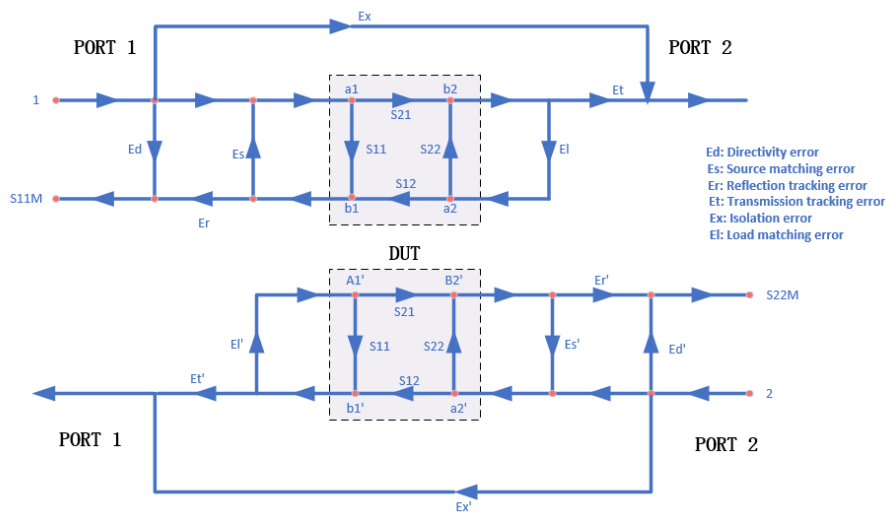 Ex
PORT 1
PORT 2
1
a1
b2
Et
S21
Ed
Es
S11
S22
El
S12
S11M
Er
b1
a2
Ed: Directivity error
Es: Source matching error
Er: Reflection tracking error
Et: Transmission tracking error
Ex: Isolation error
El: Load matching error
DUT
A1'
B2'
Er'
S22M
S21
El'
S11
S22
Es'
Ed'
Et'
S12
2
b1'
a2'
PORT 1
PORT 2
Ex'